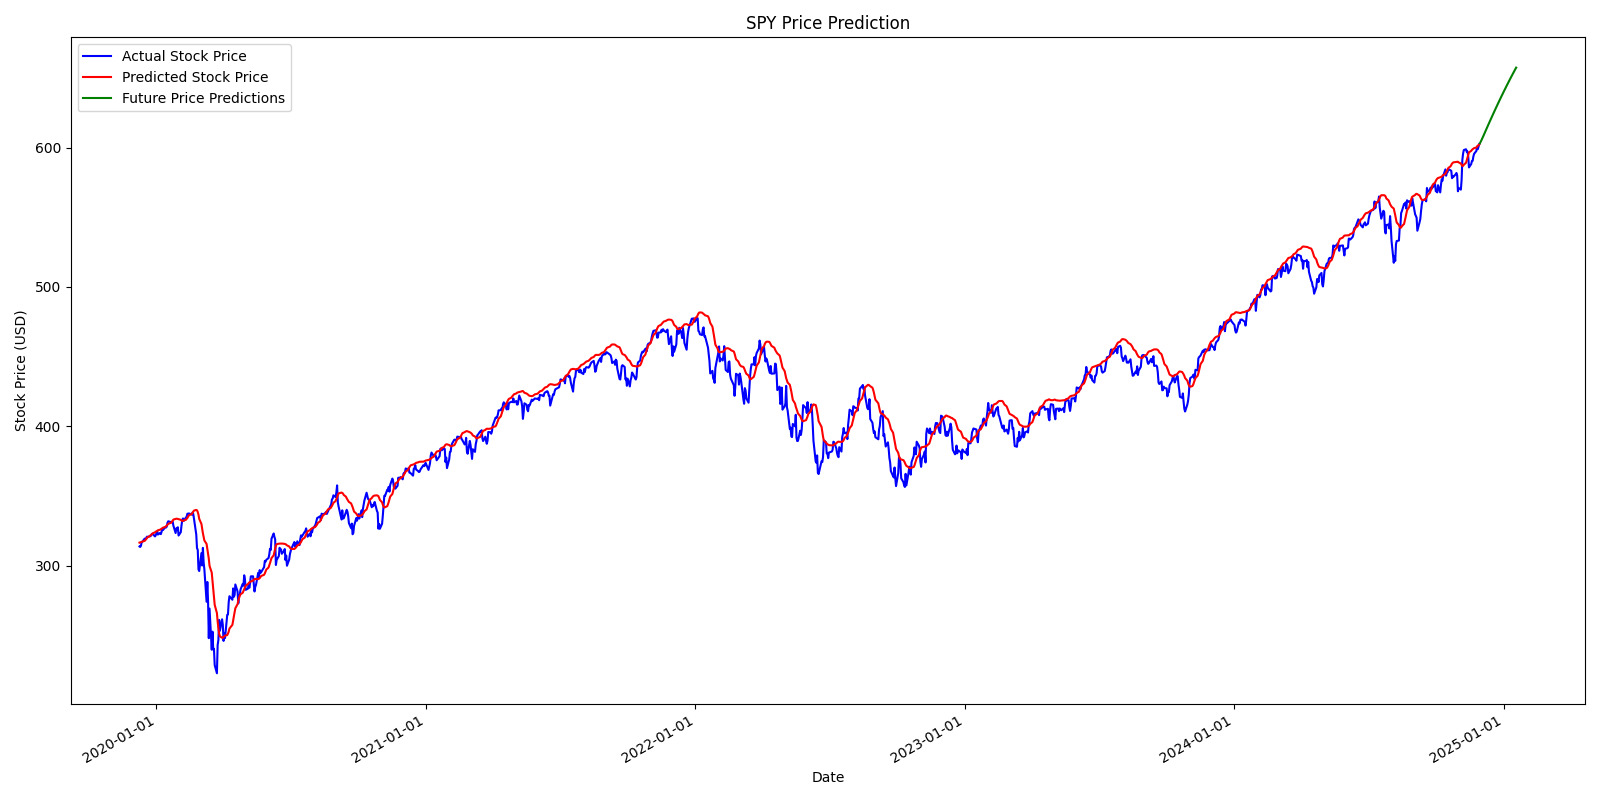 SPY Price Prediction
Actual Stock Price
Predicted Stock Price
Future Price Predictions
Stock Price (USD)
600
500
400
300
2020-01-01
2021-01-01
2022-01-01
2023-01-01
2024-01-01
2025-01-01
Date